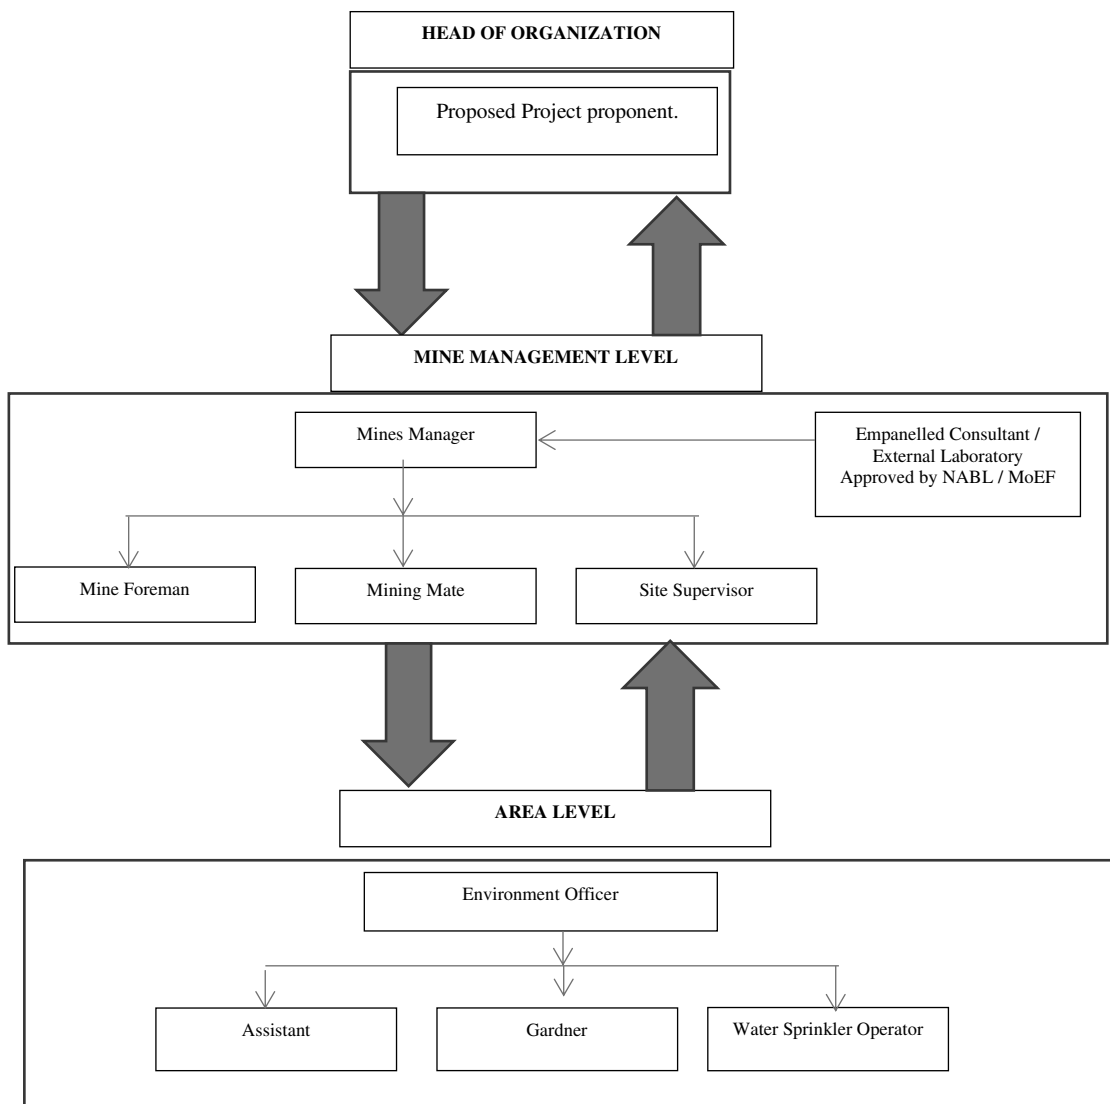 HEAD OF ORGANIZATION
Proposed Project proponent.
MINE MANAGEMENT LEVEL
Mines Manager
Empanelled Consultant /
External Laboratory
Approved by NABL / MoEF
Mine Foreman
Mining Mate
Site Supervisor
AREA LEVEL
Environment Officer
Assistant
Gardner
Water Sprinkler Operator